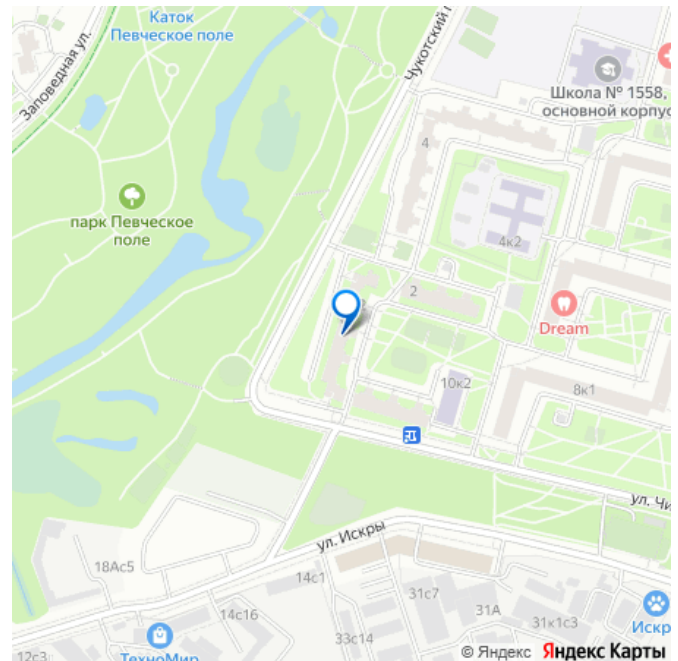 Каток
Певческое поле
Заповедная ул.
Чукотский
Школа № 1558,
основной корпус
4
парк Певческое
поле
4к2
2
Dream
10к2
8к1
ул. Чи
ул. Искры
18Ас5
14с1
14с16
31с7
31А
31к1с3
33с14
12с3
ТехноМир
Искр
© Яндекс Яндекс Карты